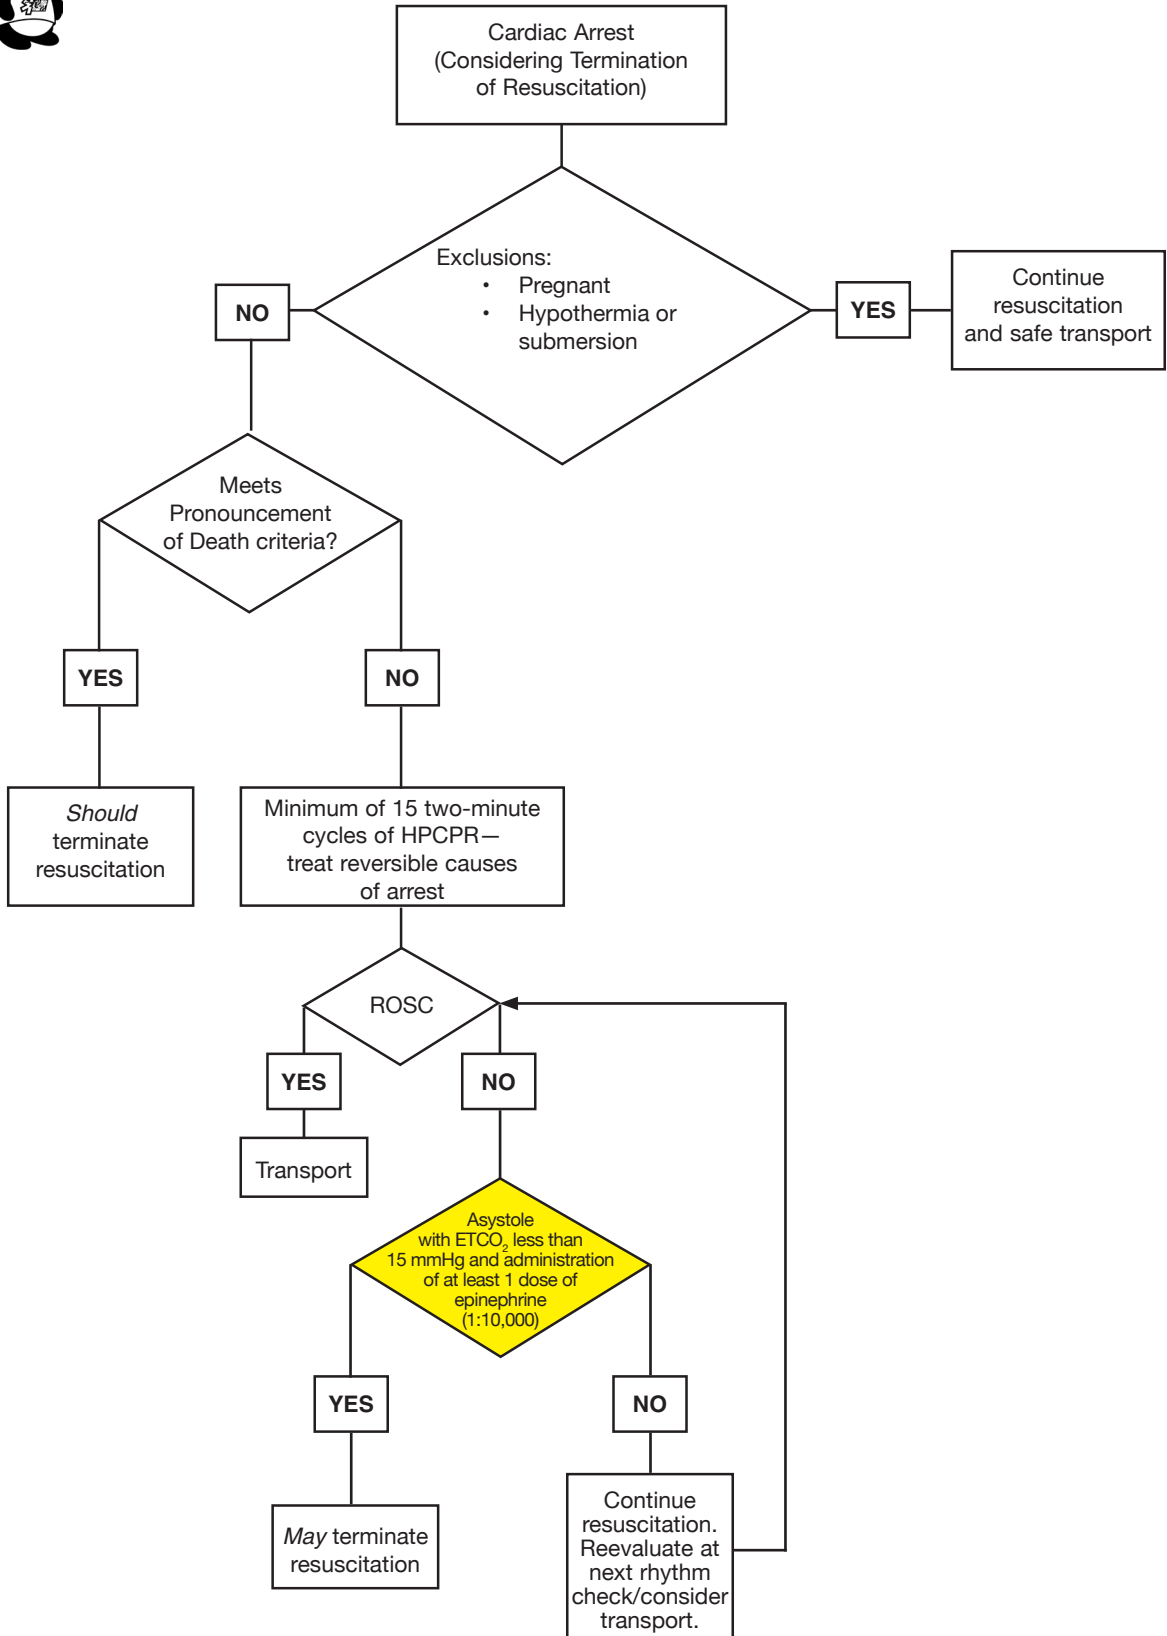 Cardiac Arrest
(Considering Termination
of Resuscitation)
Exclusions:
• Pregnant
• Hypothermia or
submersion
NO
YES
Continue
resuscitation
and safe transport
Meets
Pronouncement
of Death criteria?
YES
NO
Should
terminate
resuscitation
Minimum of 15 two-minute
cycles of HPCPR—
treat reversible causes
of arrest
ROSC
YES
NO
Transport
Asystole
with ETCO₂ less than
15 mmHg and administration
of at least 1 dose of
epinephrine
(1:10,000)
YES
NO
May terminate
resuscitation
Continue
resuscitation.
Reevaluate at
next rhythm
check/consider
transport.